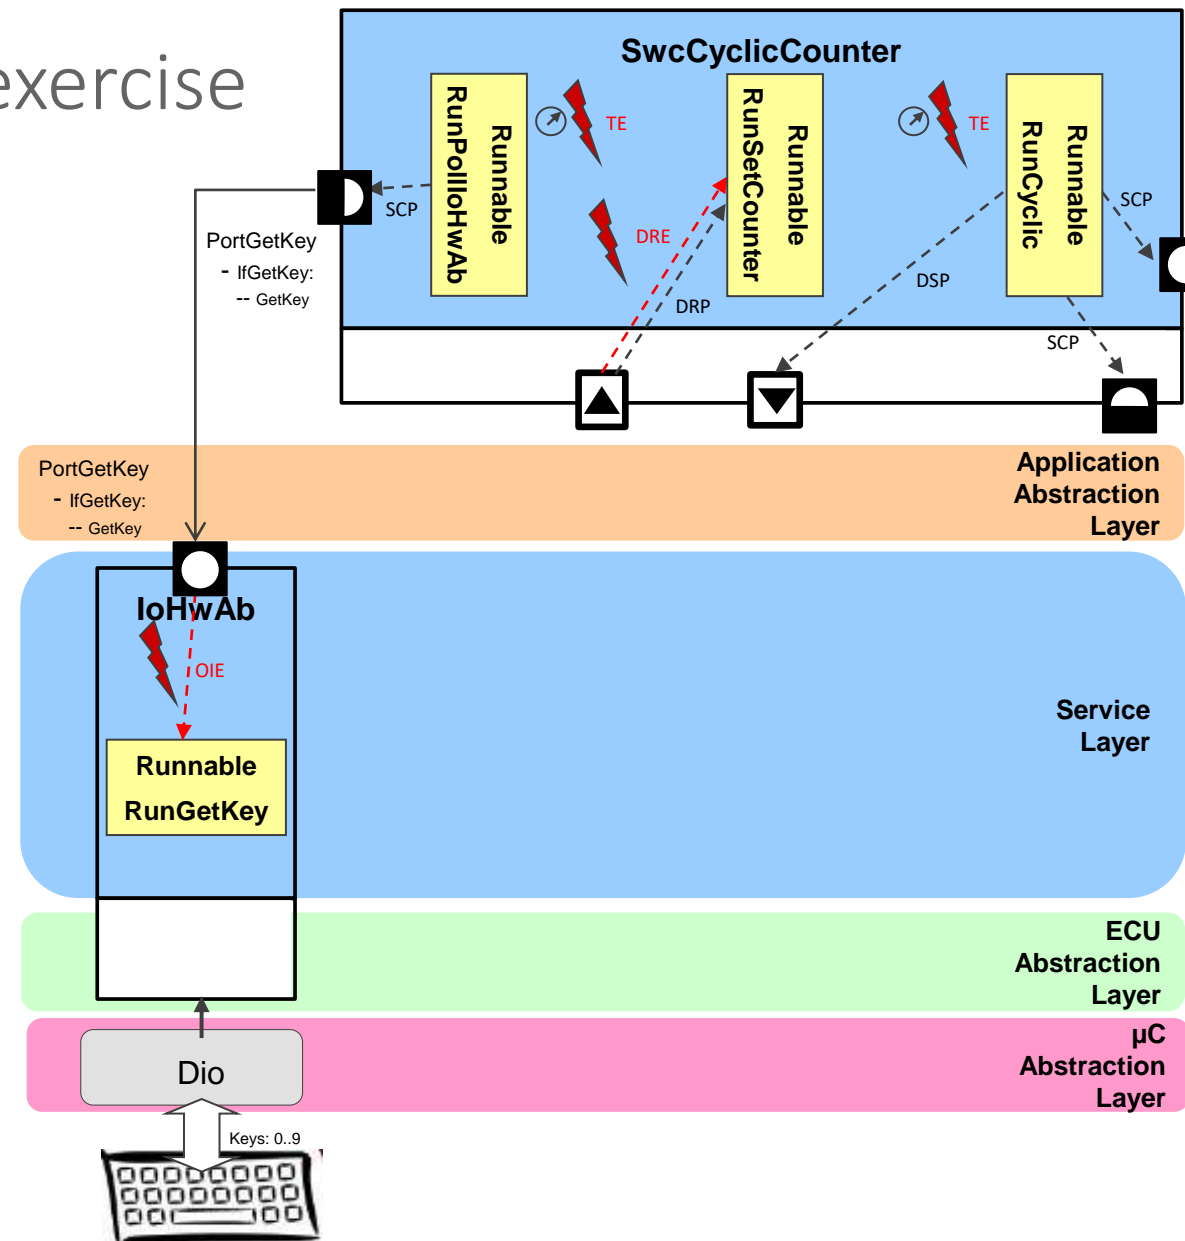 exercise
SwcCyclicCounter
Runnable
RunPollIoHwAb
TE
Runnable
RunSetCounter
TE
Runnable
RunCyclic
SCP
SCP
PortGetKey
- IfGetKey:
-- GetKey
DRE
DRP
DSP
SCP
PortGetKey
- IfGetKey:
-- GetKey
Application
Abstraction
Layer
IoHwAb
OIE
Runnable
RunGetKey
Service
Layer
ECU
Abstraction
Layer
µC
Abstraction
Layer
Dio
Keys: 0..9